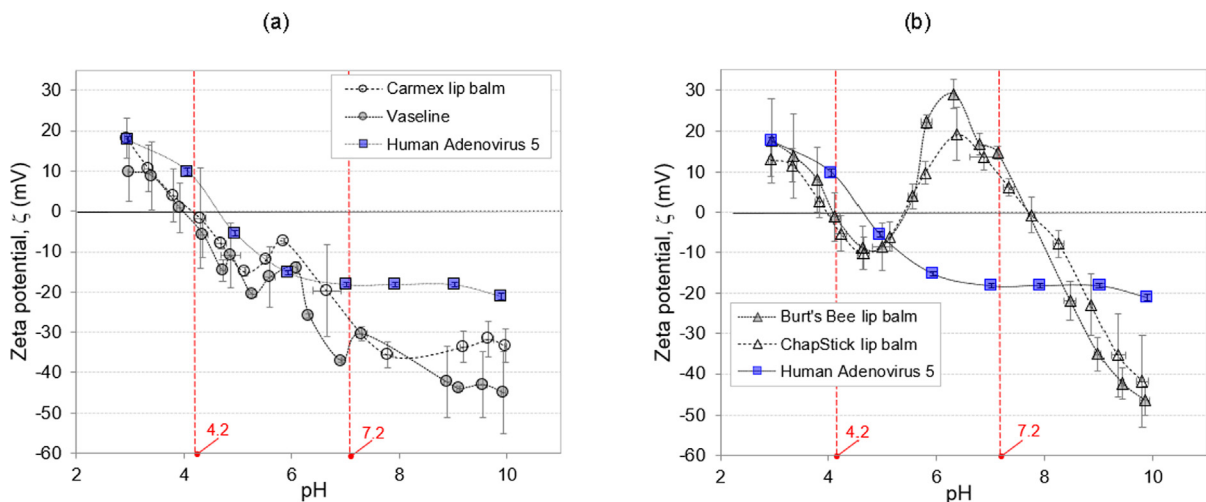 (a)
Zeta potential, ζ (mV)
30
20
10
0
-10
-20
-30
-40
-50
-60
2
4
6
8
10
pH
Carmex lip balm
Vaseline
Human Adenovirus 5
4.2
7.2
(b)
Zeta potential, ζ (mV)
30
20
10
0
-10
-20
-30
-40
-50
-60
2
4
6
8
10
pH
Burt's Bee lip balm
ChapStick lip balm
Human Adenovirus 5
4.2
7.2